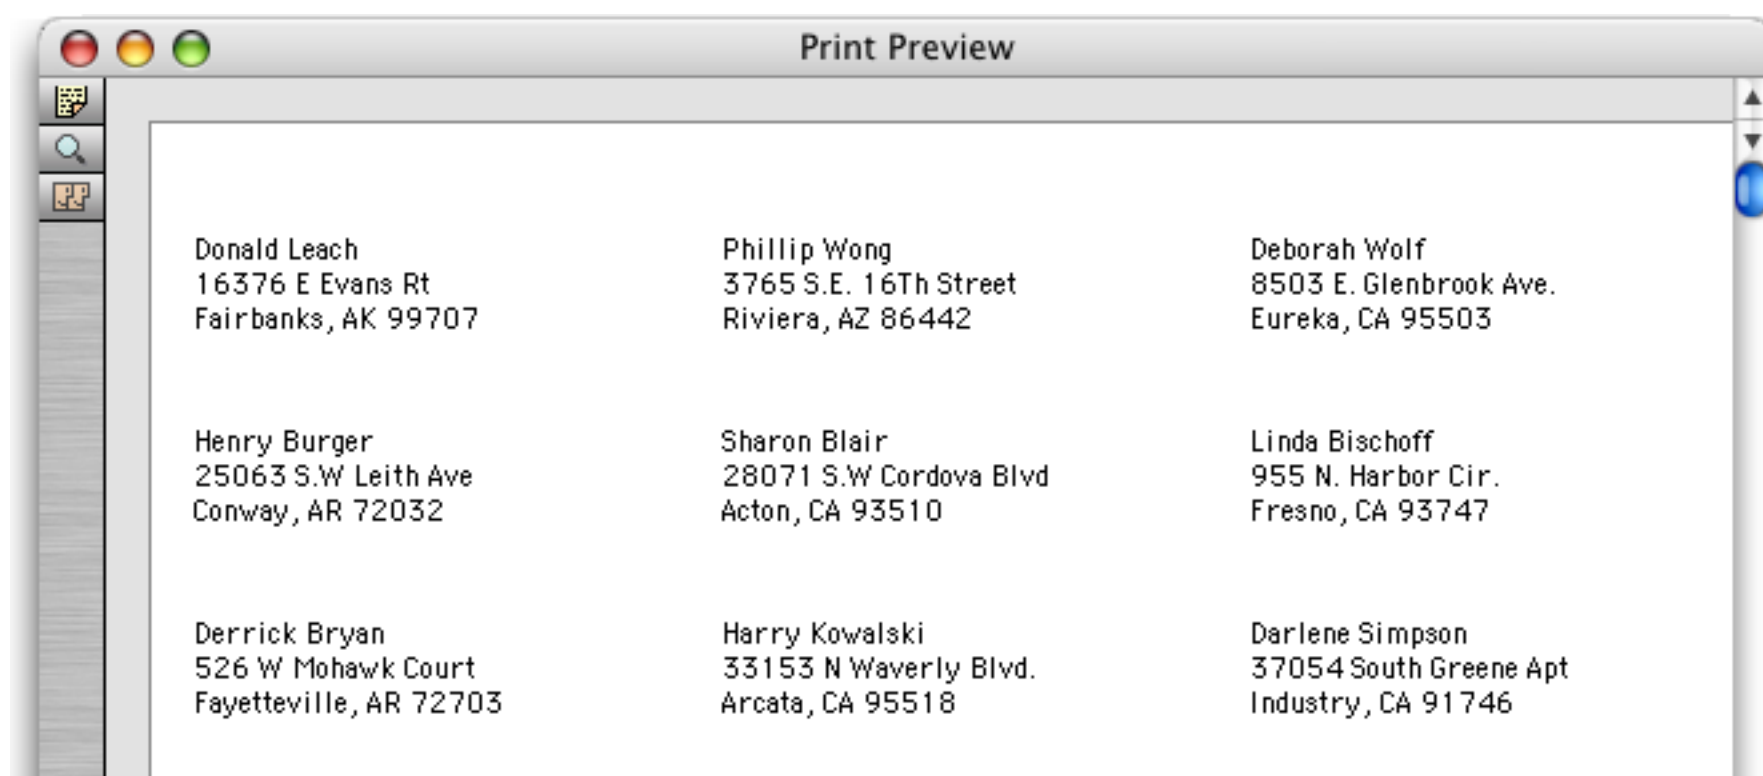 Print Preview
Donald Leach
16376 E Evans Rt
Fairbanks, AK 99707
Phillip Wong
3765 S.E. 16Th Street
Riviera, AZ 86442
Deborah Wolf
8503 E. Glenbrook Ave.
Eureka, CA 95503
Henry Burger
25063 S.W Leith Ave
Conway, AR 72032
Sharon Blair
28071 S.W Cordova Blvd
Acton, CA 93510
Linda Bischoff
955 N. Harbor Cir.
Fresno, CA 93747
Derrick Bryan
526 W Mohawk Court
Fayetteville, AR 72703
Harry Kowalski
33153 N Waverly Blvd.
Arcata, CA 95518
Darlene Simpson
37054 South Greene Apt
Industry, CA 91746